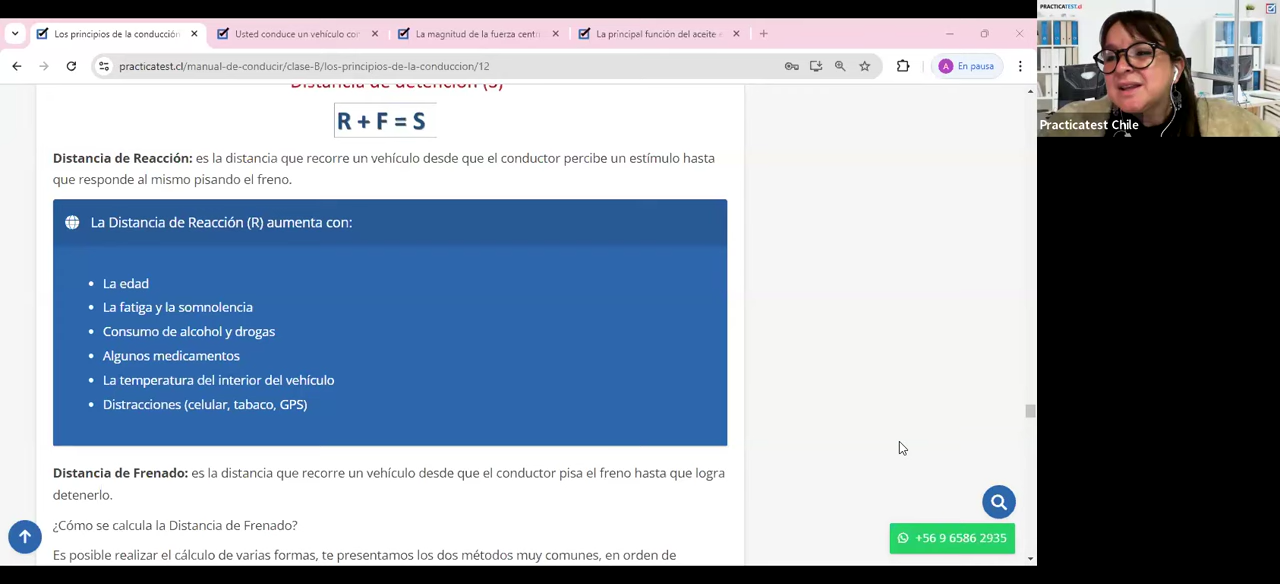 Los principios de la conducción
Usted conduce un vehículo con
La magnitud de la fuerza centr
La principal función del aceite
practicatest.cl/manual-de-conducir/clase-B/los-principios-de-la-conduccion/12
A
En pausa
PRACTICATEST.cl
Practicatest Chile
Distancia de detención (S)
R + F = S
Distancia de Reacción: es la distancia que recorre un vehículo desde que el conductor percibe un estímulo hasta
que responde al mismo pisando el freno.
La Distancia de Reacción (R) aumenta con:
• La edad
• La fatiga y la somnolencia
• Consumo de alcohol y drogas
• Algunos medicamentos
• La temperatura del interior del vehículo
• Distracciones (celular, tabaco, GPS)
Distancia de Frenado: es la distancia que recorre un vehículo desde que el conductor pisa el freno hasta que logra
detenerlo.
¿Cómo se calcula la Distancia de Frenado?
Es posible realizar el cálculo de varias formas, te presentamos los dos métodos muy comunes, en orden de
+56 9 6586 2935